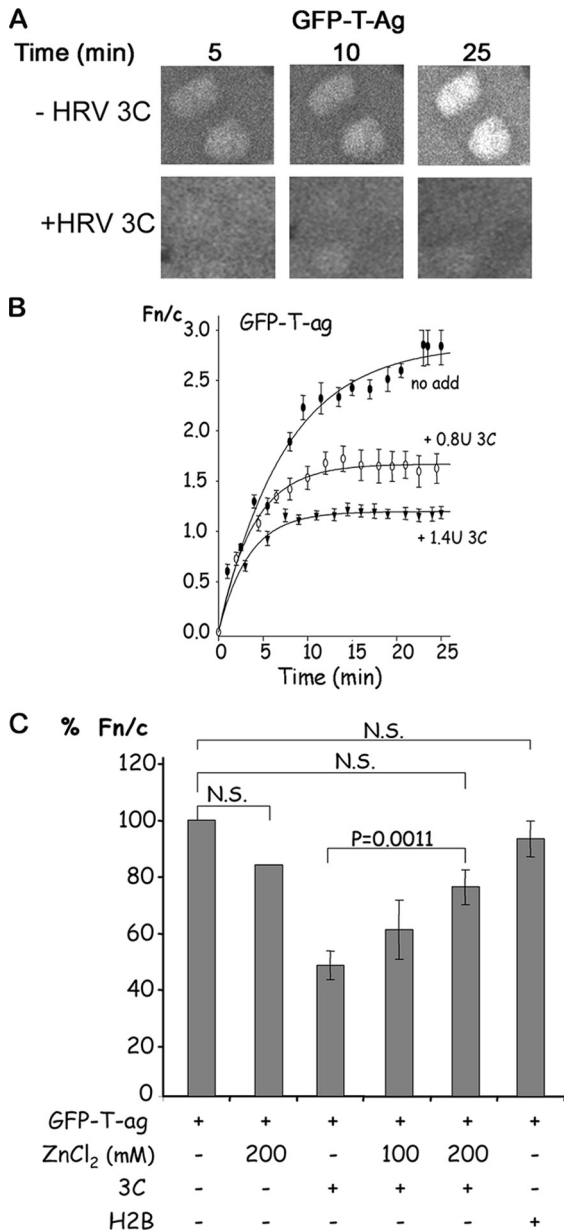 A
GFP-T-Ag
Time (min) 5 10 25
- HRV 3C
+HRV 3C
B
Fn/c
GFP-T-ag
3.0
no add
2.5
2.0
+ 0.8U 3C
1.5
+ 1.4U 3C
1.0
0.5
0.0
0 5 10 15 20 25
Time (min)
C % Fn/c
N.S.
N.S.
N.S.
P=0.0011
120
100
80
60
40
20
0
GFP-T-ag + + + + + +
ZnCl₂ (mM) - 200 - 100 200 -
3C - - + + + -
H2B - - - - - +